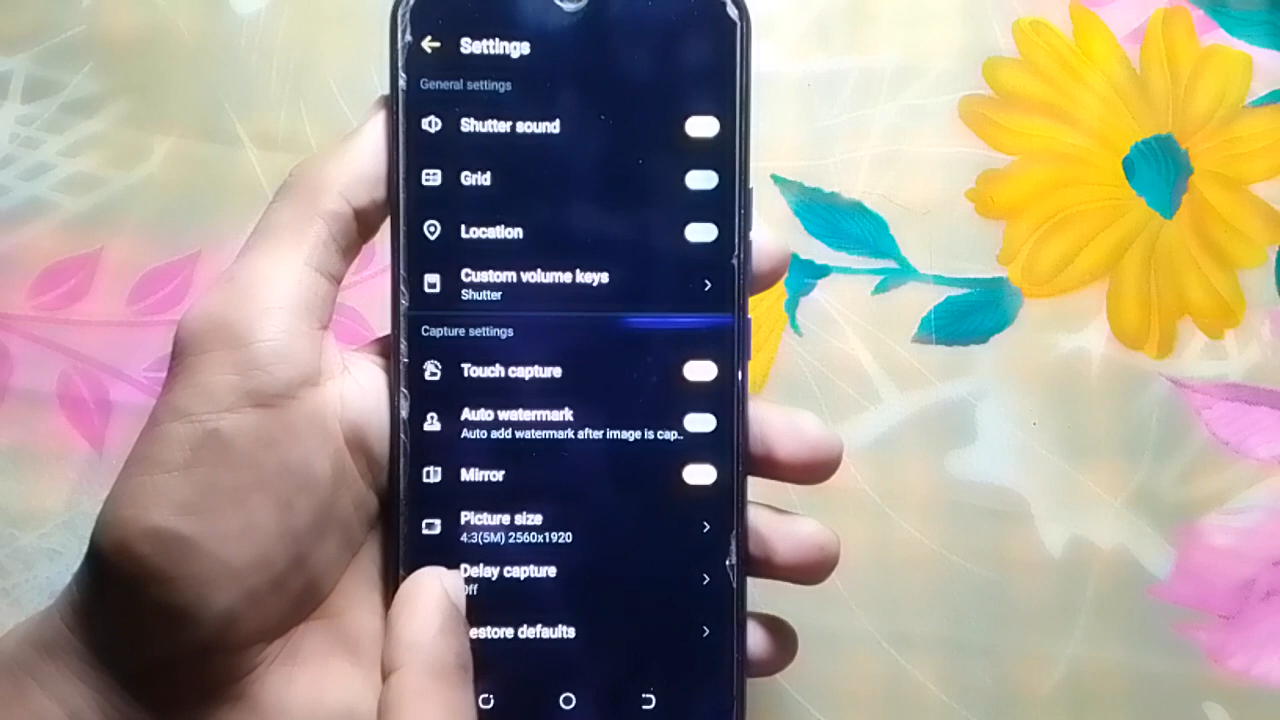 Settings
General settings
Shutter sound
Grid
Location
Custom volume keys
Shutter
Capture settings
Touch capture
Auto watermark
Auto add watermark after image is cap..
Mirror
Picture size
4:3(5M) 2560x1920
Delay capture
Off
estore defaults